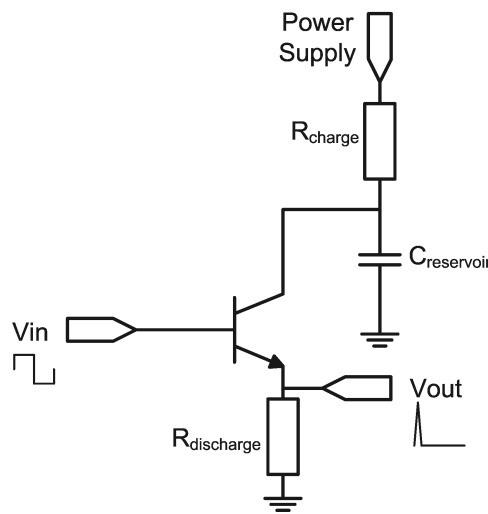 Power
Supply
Rcharge
Creservoir
Vin
Vout
Rdischarge